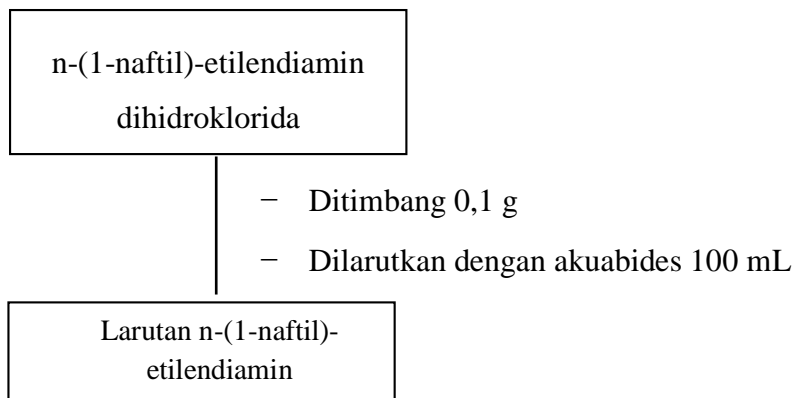 n-(1-naftil)-etilendiamin
dihidroklorida
− Ditimbang 0,1 g
− Dilarutkan dengan akuabides 100 mL
Larutan n-(1-naftil)-
etilendiamin